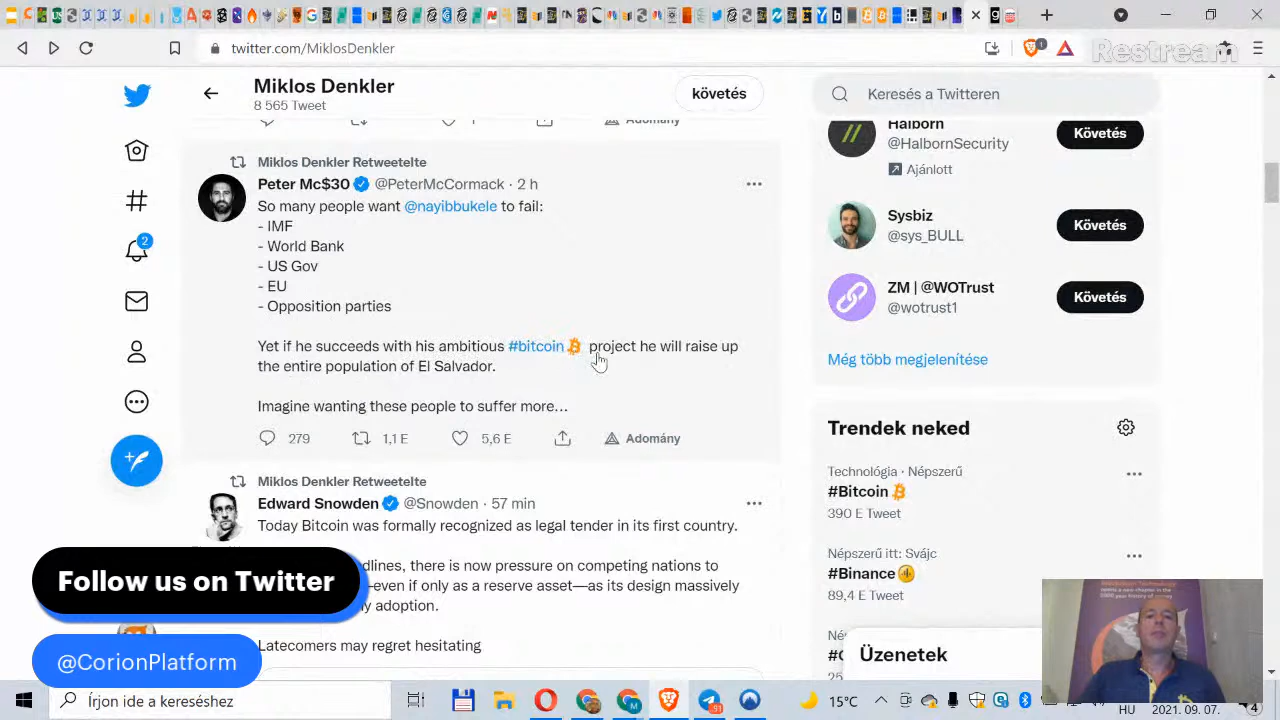 twitter.com/MiklosDenkler
1
Restream
Miklos Denkler
8 565 Tweet
követés
Keresés a Twitteren
Adomány
Miklos Denkler Retweetelte
Peter Mc$30 @PeterMcCormack · 2 h
So many people want @nayibbukele to fail:
- IMF
- World Bank
- US Gov
- EU
- Opposition parties
Yet if he succeeds with his ambitious #bitcoin project he will raise up
the entire population of El Salvador.
Imagine wanting these people to suffer more...
279 1,1 E 5,6 E Adomány
Miklos Denkler Retweetelte
Edward Snowden @Snowden · 57 min
Today Bitcoin was formally recognized as legal tender in its first country.
dlines, there is now pressure on competing nations to
—even if only as a reserve asset—as its design massively
y adoption.
Latecomers may regret hesitating
2
Halborn
@HalbornSecurity
Ajánlott
Követés
Sysbiz
@sys_BULL
Követés
ZM | @WOTrust
@wotrust1
Követés
Még több megjelenítése
Trendek neked
Technológia · Népszerű
#Bitcoin
390 E Tweet
Népszerű itt: Svájc
#Binance
89,4 E Tweet
Üzenetek
Follow us on Twitter
@CorionPlatform
Írjon ide a kereséshez
91
15°C
HU
2021. 09. 07.